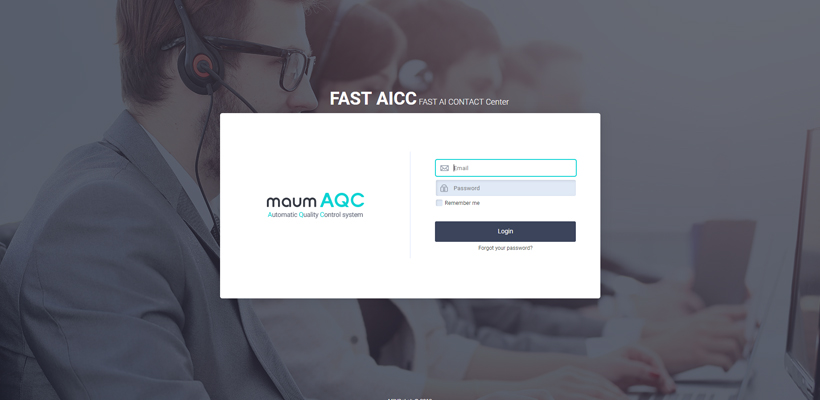 FAST AICC FAST AI CONTACT Center
Email
Password
Remember me
maum AQC
Automatic Quality Control system
Login
Forgot your password?